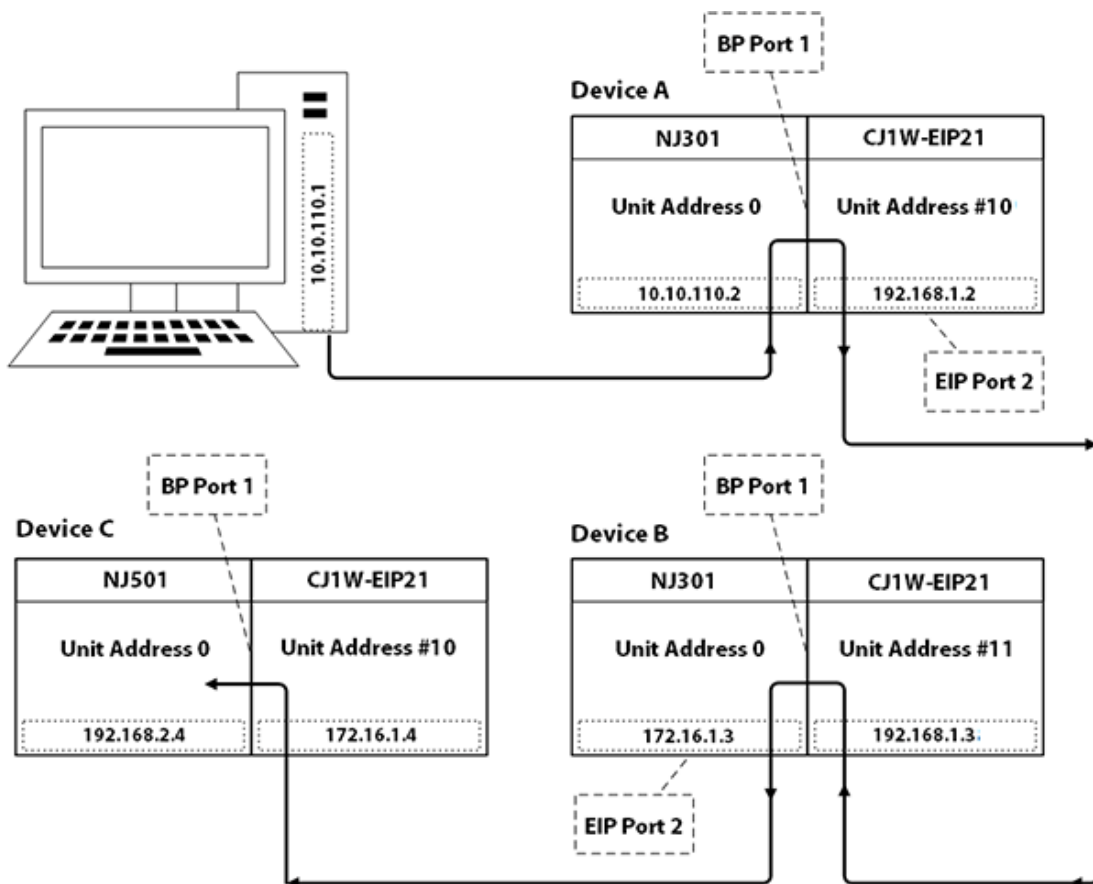 BP Port 1
Device A
NJ301
CJ1W-EIP21
10.10.110.1
Unit Address 0
Unit Address #10
10.10.110.2
192.168.1.2
EIP Port 2
BP Port 1
BP Port 1
Device C
Device B
NJ501
CJ1W-EIP21
NJ301
CJ1W-EIP21
Unit Address 0
Unit Address #10
Unit Address 0
Unit Address #11
192.168.2.4
172.16.1.4
172.16.1.3
192.168.1.3
EIP Port 2